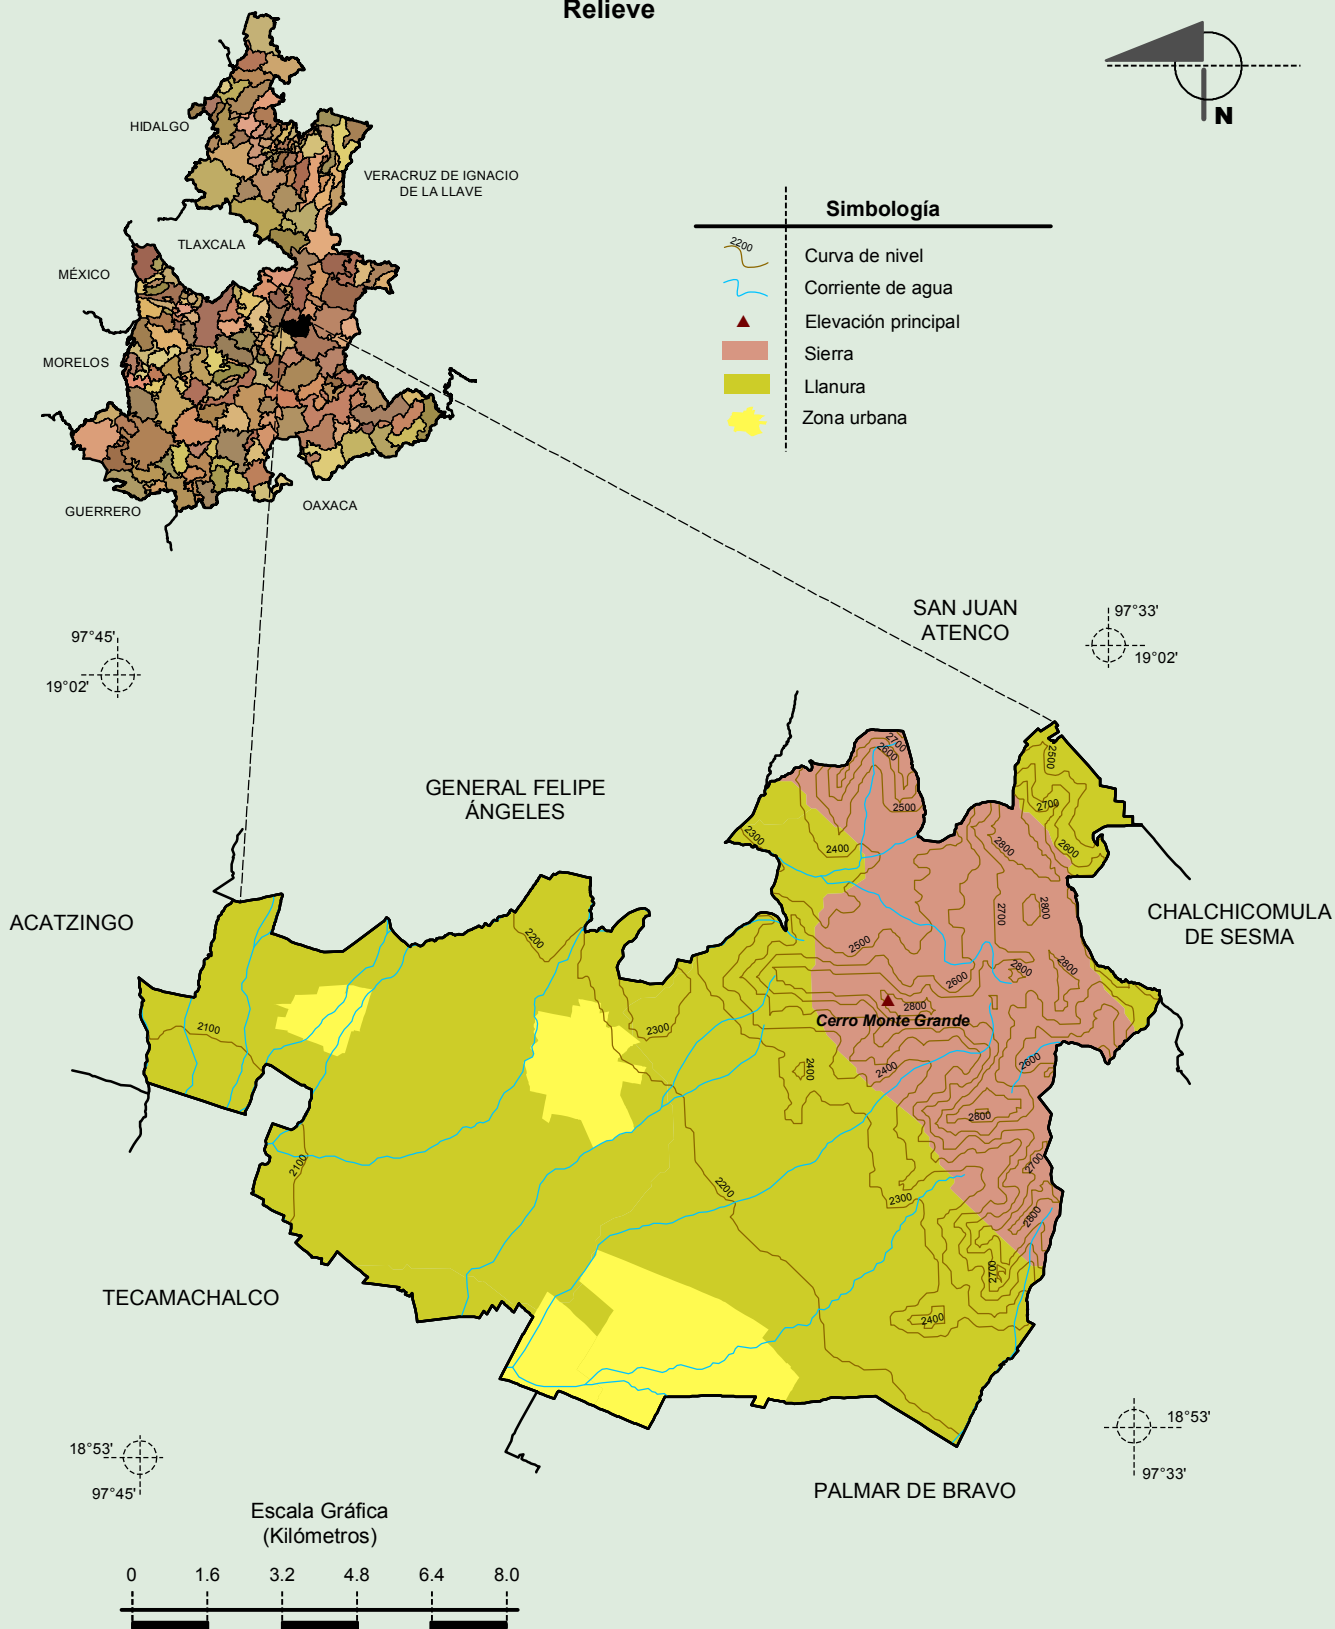 Relieve
N
HIDALGO
VERACRUZ DE IGNACIO
DE LA LLAVE
TLAXCALA
MÉXICO
MORELOS
GUERRERO
OAXACA
Simbología
2200
Curva de nivel
Corriente de agua
Elevación principal
Sierra
Llanura
Zona urbana
SAN JUAN
ATENCO
97°45'
19°02'
97°33'
19°02'
GENERAL FELIPE
ÁNGELES
ACATZINGO
CHALCHICOMULA
DE SESMA
2700
2600
2500
2500
2700
2600
2300
2400
2800
2700
2800
2200
2500
2600
2800
2800
2800
Cerro Monte Grande
2100
2300
2400
2400
2600
2800
2100
2200
2700
2300
2800
2700
2400
TECAMACHALCO
18°53'
97°45'
18°53'
97°33'
PALMAR DE BRAVO
Escala Gráfica
(Kilómetros)
0 1.6 3.2 4.8 6.4 8.0